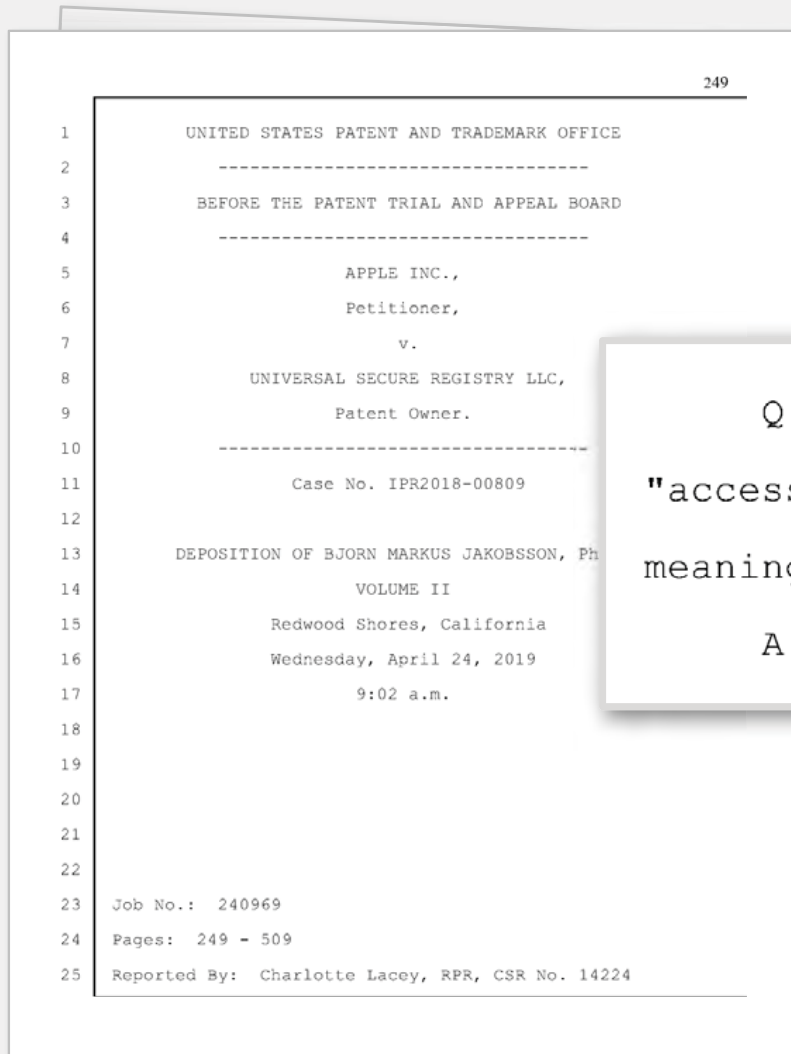 249
1 UNITED STATES PATENT AND TRADEMARK OFFICE
2 -----------------------------------
3 BEFORE THE PATENT TRIAL AND APPEAL BOARD
4 -----------------------------------
5 APPLE INC.,
6 Petitioner,
7 v.
8 UNIVERSAL SECURE REGISTRY LLC,
9 Patent Owner.
10 -----------------------------------
11 Case No. IPR2018-00809
12
13 DEPOSITION OF BJORN MARKUS JAKOBSSON, Ph
14 VOLUME II
15 Redwood Shores, California
16 Wednesday, April 24, 2019
17 9:02 a.m.
18
19
20
21
22
23 Job No.: 240969
24 Pages: 249 - 509
25 Reported By: Charlotte Lacey, RPR, CSR No. 14224
Q
"access
meaning
A